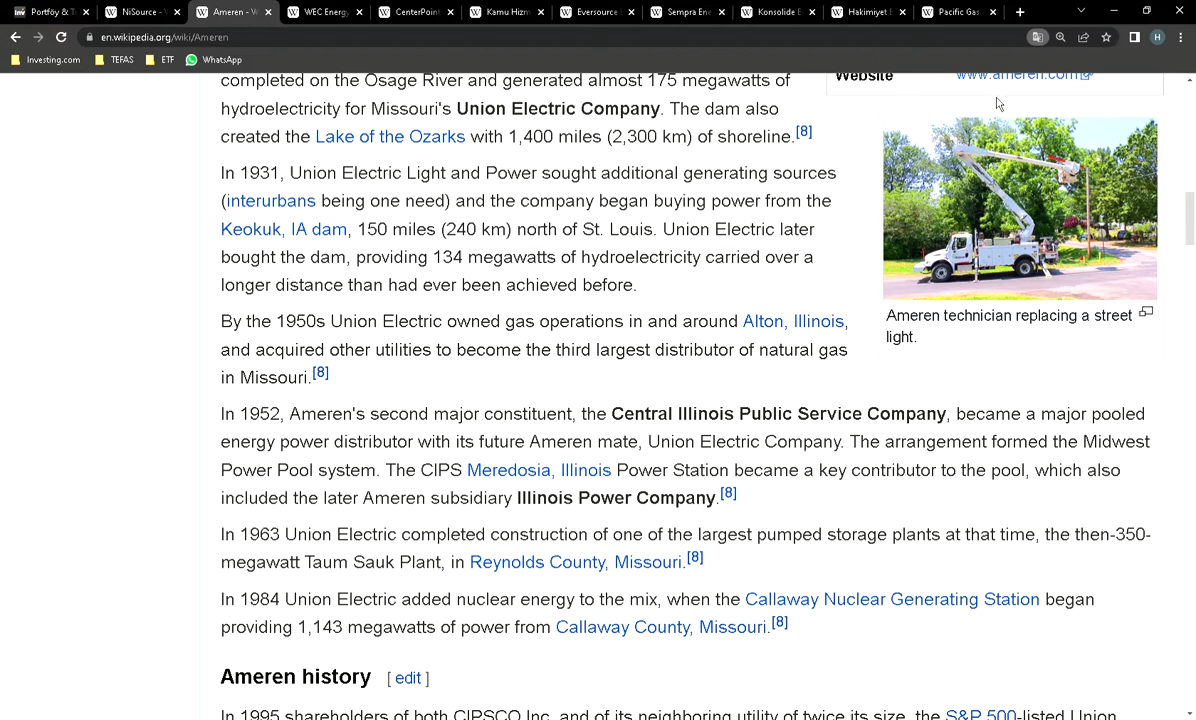 Portföy & T
NiSource -
Ameren - W
WEC Energy
CenterPoint
Kamu Hizm
Eversource
Sempra Ene
Konsolide E
Hakimiyet E
Pacific Gas
en.wikipedia.org/wiki/Ameren
H
Investing.com
TEFAS
ETF
WhatsApp
completed on the Osage River and generated almost 175 megawatts of
hydroelectricity for Missouri's Union Electric Company. The dam also
created the Lake of the Ozarks with 1,400 miles (2,300 km) of shoreline.[8]
In 1931, Union Electric Light and Power sought additional generating sources
(interurbans being one need) and the company began buying power from the
Keokuk, IA dam, 150 miles (240 km) north of St. Louis. Union Electric later
bought the dam, providing 134 megawatts of hydroelectricity carried over a
longer distance than had ever been achieved before.
By the 1950s Union Electric owned gas operations in and around Alton, Illinois,
and acquired other utilities to become the third largest distributor of natural gas
in Missouri.[8]
Website www.ameren.com
Ameren technician replacing a street
light.
In 1952, Ameren's second major constituent, the Central Illinois Public Service Company, became a major pooled
energy power distributor with its future Ameren mate, Union Electric Company. The arrangement formed the Midwest
Power Pool system. The CIPS Meredosia, Illinois Power Station became a key contributor to the pool, which also
included the later Ameren subsidiary Illinois Power Company.[8]
In 1963 Union Electric completed construction of one of the largest pumped storage plants at that time, the then-350-
megawatt Taum Sauk Plant, in Reynolds County, Missouri.[8]
In 1984 Union Electric added nuclear energy to the mix, when the Callaway Nuclear Generating Station began
providing 1,143 megawatts of power from Callaway County, Missouri.[8]
Ameren history [ edit ]
In 1995 shareholders of both CIPSCO Inc. and of its neighboring utility of twice its size, the S&P 500-listed Union